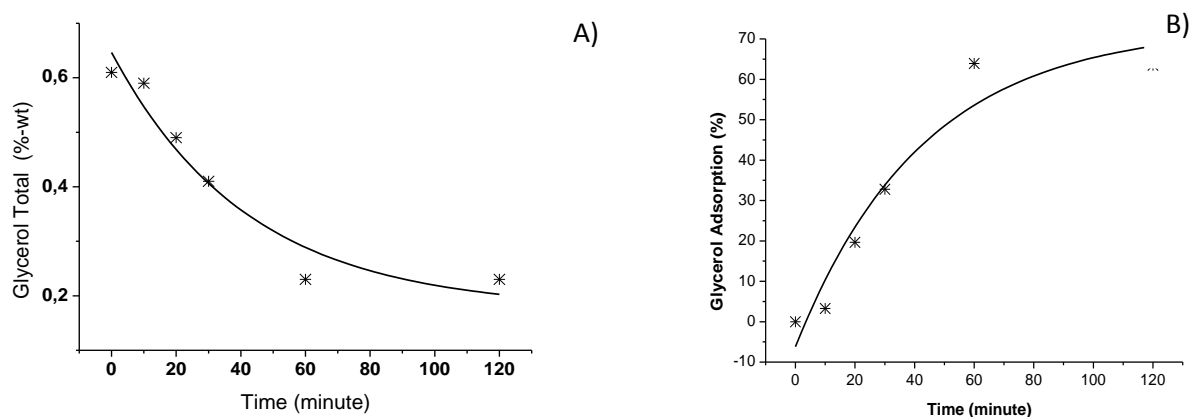 A)
Glycerol Total (%-wt)
0,6
0,4
0,2
0 20 40 60 80 100 120
Time (minute)
B)
Glycerol Adsorption (%)
70
60
50
40
30
20
10
0
-10
0 20 40 60 80 100 120
Time (minute)